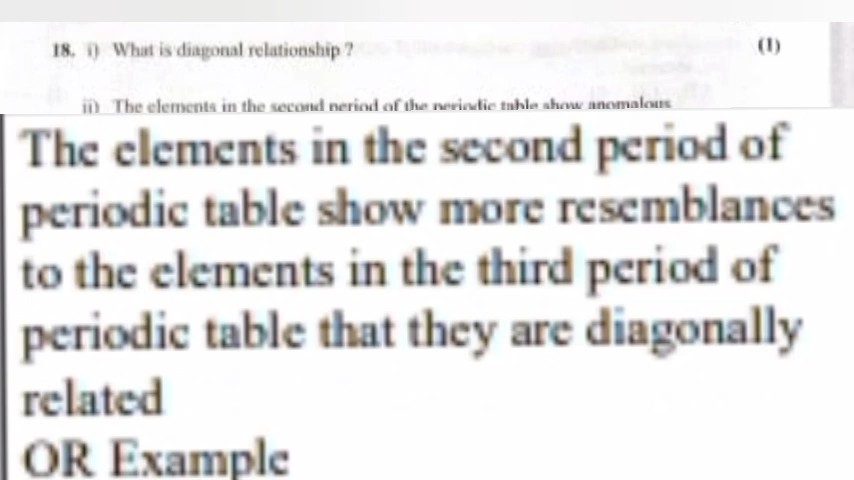 18. i) What is diagonal relationship ? (1)
ii) The elements in the second period of the periodic table show anomalous
The elements in the second period of
periodic table show more resemblances
to the elements in the third period of
periodic table that they are diagonally
related
OR Example